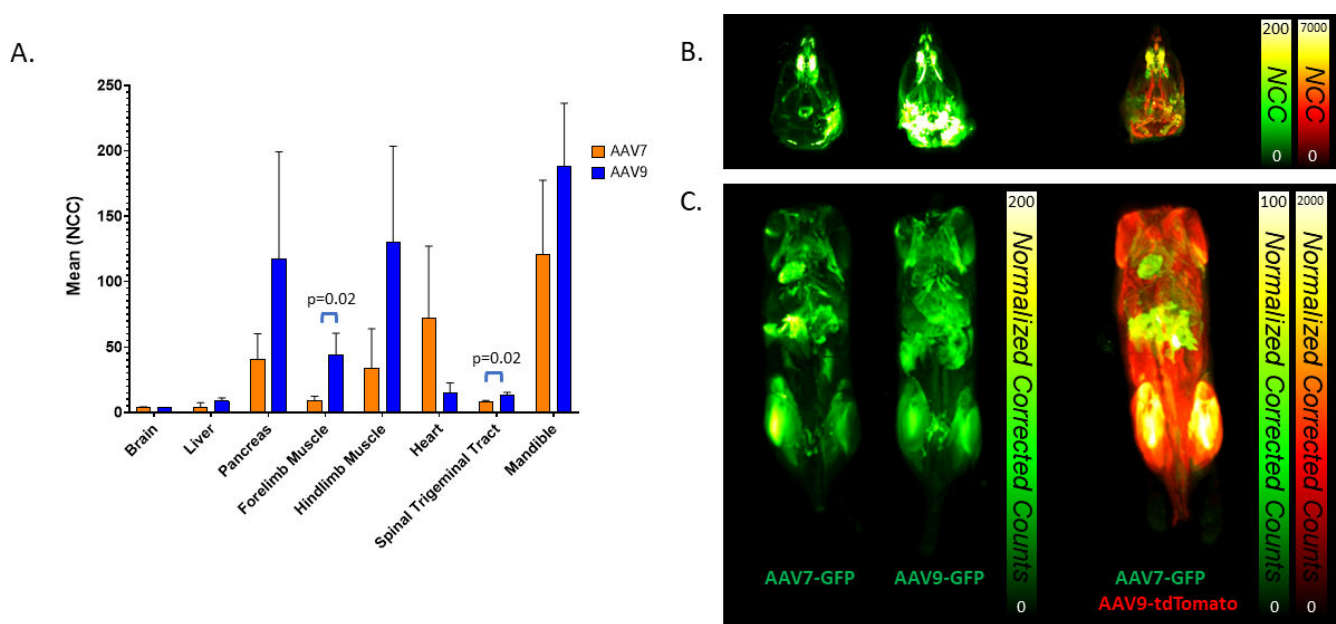 A.
250
200
150
100
50
0
Mean (NCC)
p=0.02
p=0.02
AAV7
AAV9
Brain
Liver
Pancreas
Forelimb Muscle
Hindlimb Muscle
Heart
Spinal Trigeminal Tract
Mandible
B.
200
NCC
0
7000
NCC
0
C.
200
Normalized Corrected Counts
0
100
Normalized Corrected Counts
0
2000
Normalized Corrected Counts
0
AAV7-GFP
AAV9-GFP
AAV7-GFP
AAV9-tdTomato